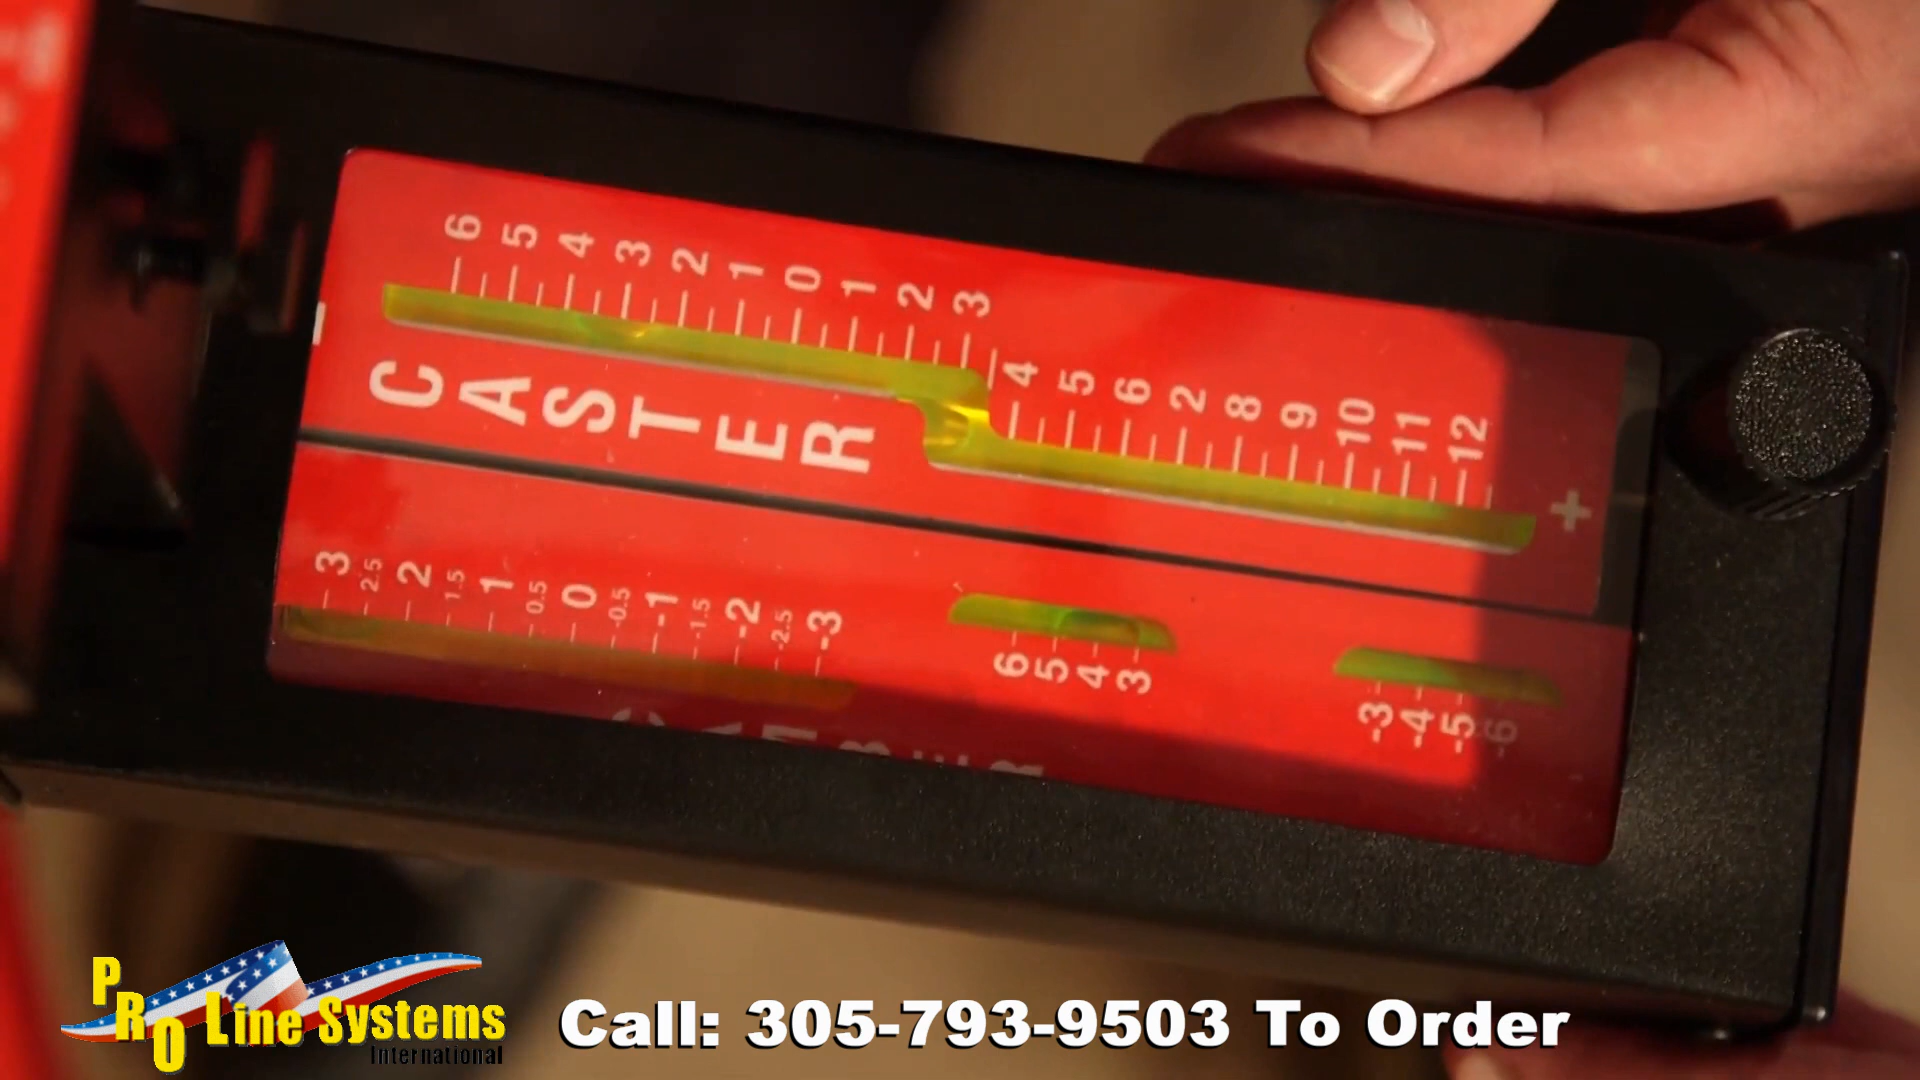 6 5 4 3 2 1 0 1 2 3
4 5 6 2 8 9 10 11 12
- +
CASTER
3 2.5 2 1.5 1 0.5 0 -0.5 -1 -1.5 -2 -2.5 -3
6 5 4 3
-3 -4 -5 -6
PRO Line Systems
International
Call: 305-793-9503 To Order